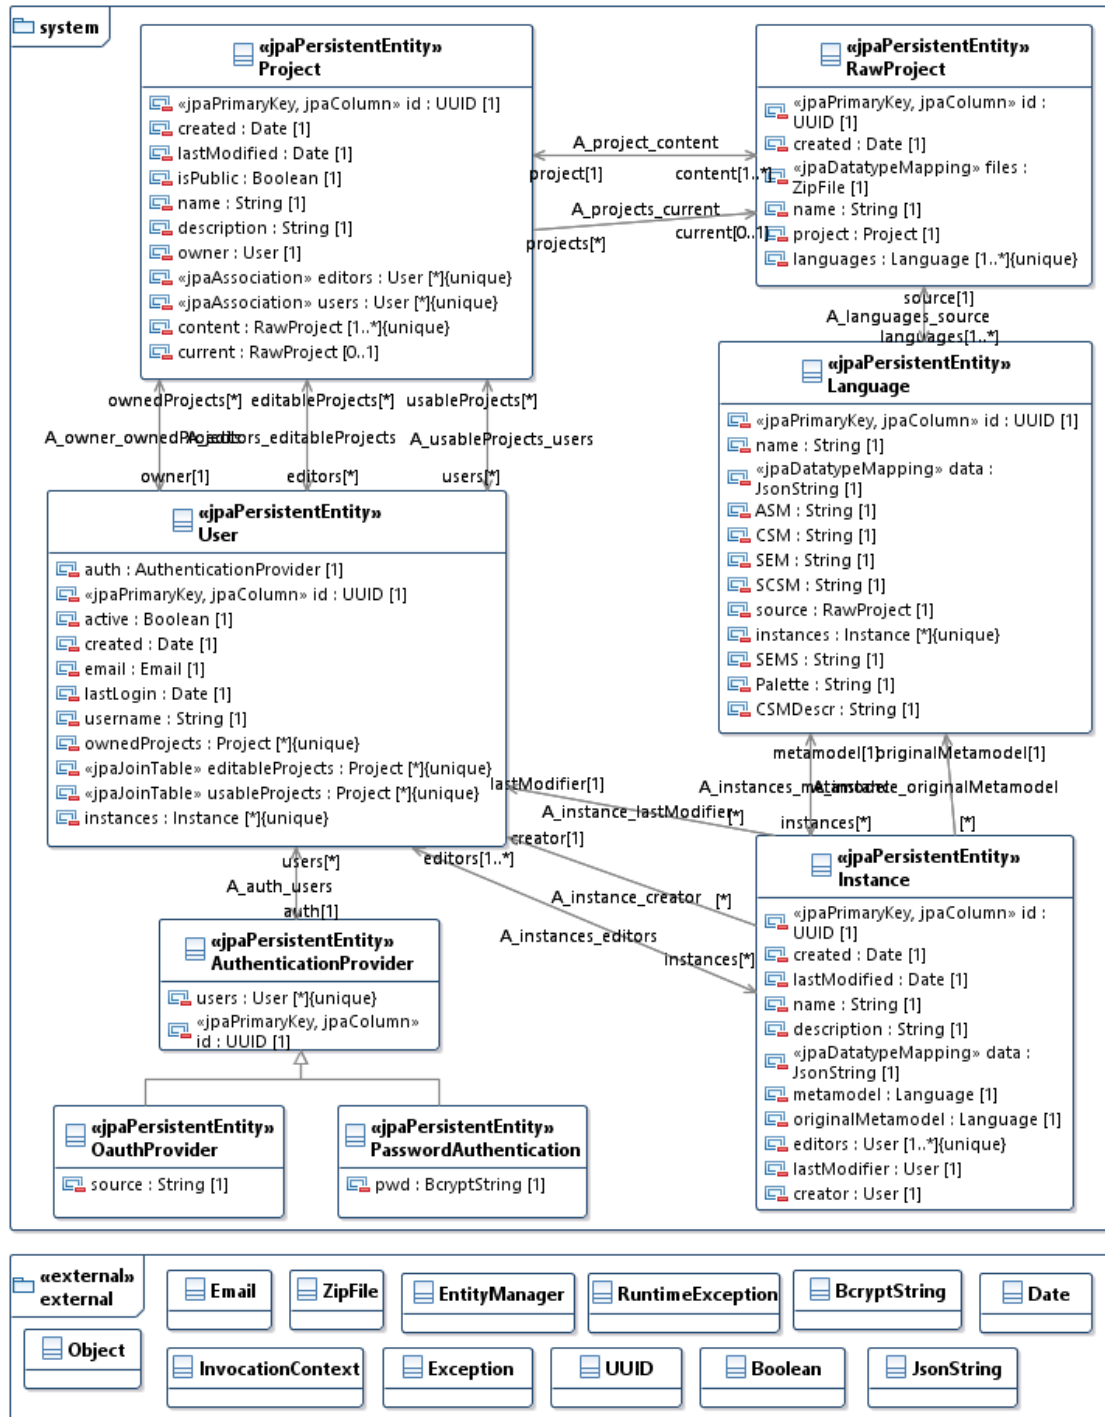 system
«jpaPersistentEntity»
Project
«jpaPrimaryKey, jpaColumn» id : UUID [1]
created : Date [1]
lastModified : Date [1]
isPublic : Boolean [1]
name : String [1]
description : String [1]
owner : User [1]
«jpaAssociation» editors : User [*]{unique}
«jpaAssociation» users : User [*]{unique}
content : RawProject [1..*]{unique}
current : RawProject [0..1]
A_project_content
project[1]
content[1..*]
A_projects_current
projects[*]
current[0..1]
«jpaPersistentEntity»
RawProject
«jpaPrimaryKey, jpaColumn» id :
UUID [1]
created : Date [1]
«jpaDatatypeMapping» files :
ZipFile [1]
name : String [1]
project : Project [1]
languages : Language [1..*]{unique}
source[1]
A_languages_source
languages[1..*]
«jpaPersistentEntity»
Language
«jpaPrimaryKey, jpaColumn» id : UUID [1]
name : String [1]
«jpaDatatypeMapping» data :
JsonString [1]
ASM : String [1]
CSM : String [1]
SEM : String [1]
SCSM : String [1]
source : RawProject [1]
instances : Instance [*]{unique}
SEMS : String [1]
Palette : String [1]
CSMDescr : String [1]
ownedProjects[*]
editableProjects[*]
usableProjects[*]
A_owner_ownedProjects
A_editors_editableProjects
A_usableProjects_users
owner[1]
editors[*]
users[*]
«jpaPersistentEntity»
User
auth : AuthenticationProvider [1]
«jpaPrimaryKey, jpaColumn» id : UUID [1]
active : Boolean [1]
created : Date [1]
email : Email [1]
lastLogin : Date [1]
username : String [1]
ownedProjects : Project [*]{unique}
«jpaJoinTable» editableProjects : Project [*]{unique}
«jpaJoinTable» usableProjects : Project [*]{unique}
instances : Instance [*]{unique}
metamodel[1]
originalMetamodel[1]
A_instances_metamodel
A_instance_originalMetamodel
instances[*]
[*]
lastModifier[1]
A_instance_lastModifier
[*]
creator[1]
A_instance_creator
[*]
editors[1..*]
A_instances_editors
instances[*]
users[*]
A_auth_users
auth[1]
«jpaPersistentEntity»
AuthenticationProvider
users : User [*]{unique}
«jpaPrimaryKey, jpaColumn»
id : UUID [1]
«jpaPersistentEntity»
Instance
«jpaPrimaryKey, jpaColumn» id :
UUID [1]
created : Date [1]
lastModified : Date [1]
name : String [1]
description : String [1]
«jpaDatatypeMapping» data :
JsonString [1]
metamodel : Language [1]
originalMetamodel : Language [1]
editors : User [1..*]{unique}
lastModifier : User [1]
creator : User [1]
«jpaPersistentEntity»
OauthProvider
source : String [1]
«jpaPersistentEntity»
PasswordAuthentication
pwd : BcryptString [1]
«external»
external
Email
ZipFile
EntityManager
RuntimeException
BcryptString
Date
Object
InvocationContext
Exception
UUID
Boolean
JsonString